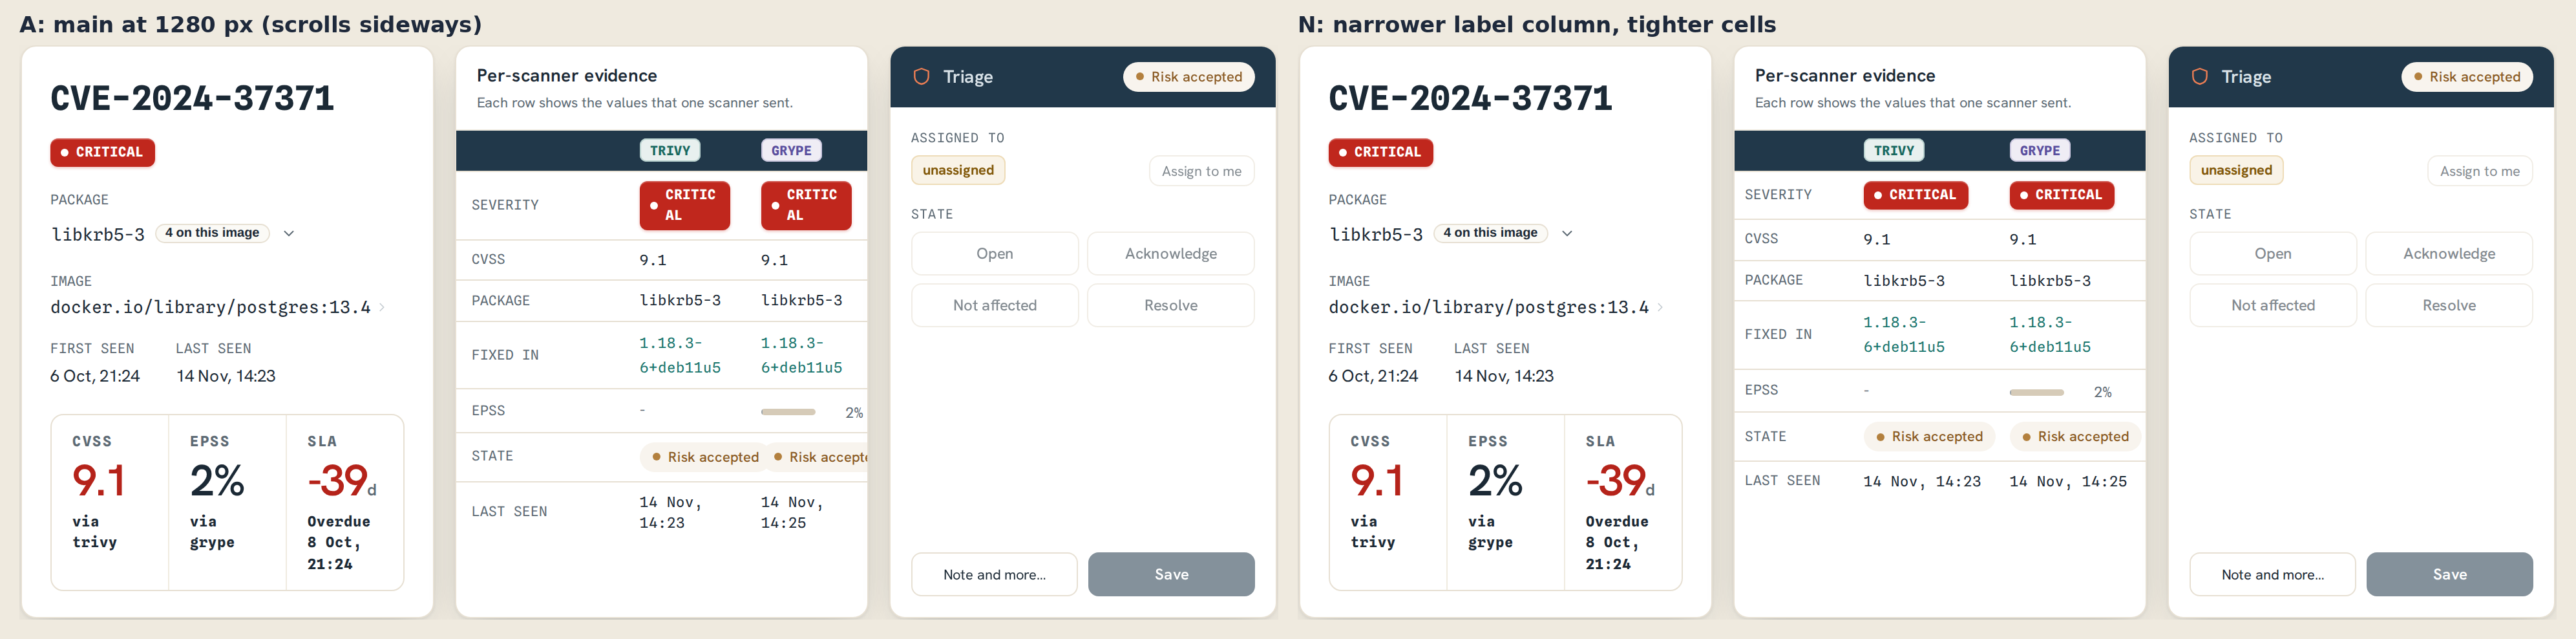 A: main at 1280 px (scrolls sideways)
CVE-2024-37371
CRITICAL
PACKAGE
libkrb5-3 4 on this image
IMAGE
docker.io/library/postgres:13.4
FIRST SEEN LAST SEEN
6 Oct, 21:24 14 Nov, 14:23
CVSS EPSS SLA
9.1 2% -39d
via via Overdue
trivy grype 8 Oct,
21:24
Per-scanner evidence
Each row shows the values that one scanner sent.
TRIVY GRYPE
SEVERITY CRITIC CRITIC
AL AL
CVSS 9.1 9.1
PACKAGE libkrb5-3 libkrb5-3
FIXED IN 1.18.3- 1.18.3-
6+deb11u5 6+deb11u5
EPSS - 2%
STATE Risk accepted Risk accepte
LAST SEEN 14 Nov, 14 Nov,
14:23 14:25
Triage Risk accepted
ASSIGNED TO
unassigned Assign to me
STATE
Open Acknowledge
Not affected Resolve
Note and more... Save
N: narrower label column, tighter cells
CVE-2024-37371
CRITICAL
PACKAGE
libkrb5-3 4 on this image
IMAGE
docker.io/library/postgres:13.4
FIRST SEEN LAST SEEN
6 Oct, 21:24 14 Nov, 14:23
CVSS EPSS SLA
9.1 2% -39d
via via Overdue
trivy grype 8 Oct,
21:24
Per-scanner evidence
Each row shows the values that one scanner sent.
TRIVY GRYPE
SEVERITY CRITICAL CRITICAL
CVSS 9.1 9.1
PACKAGE libkrb5-3 libkrb5-3
FIXED IN 1.18.3- 1.18.3-
6+deb11u5 6+deb11u5
EPSS - 2%
STATE Risk accepted Risk accepted
LAST SEEN 14 Nov, 14:23 14 Nov, 14:25
Triage Risk accepted
ASSIGNED TO
unassigned Assign to me
STATE
Open Acknowledge
Not affected Resolve
Note and more... Save